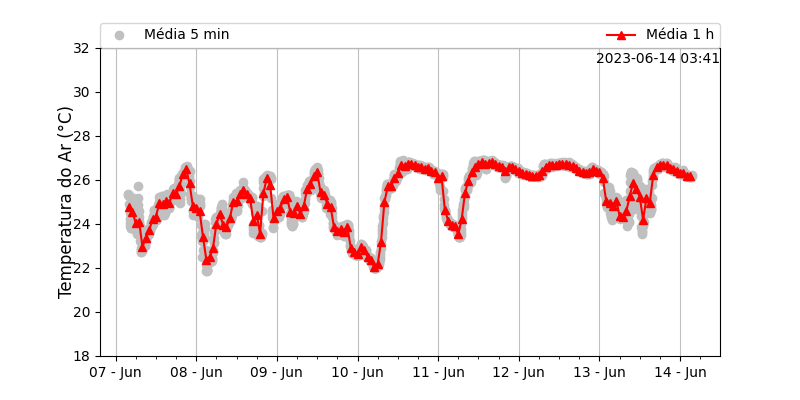 Média 5 min
Média 1 h
2023-06-14 03:41
Temperatura do Ar (°C)
32
30
28
26
24
22
20
18
07 - Jun
08 - Jun
09 - Jun
10 - Jun
11 - Jun
12 - Jun
13 - Jun
14 - Jun